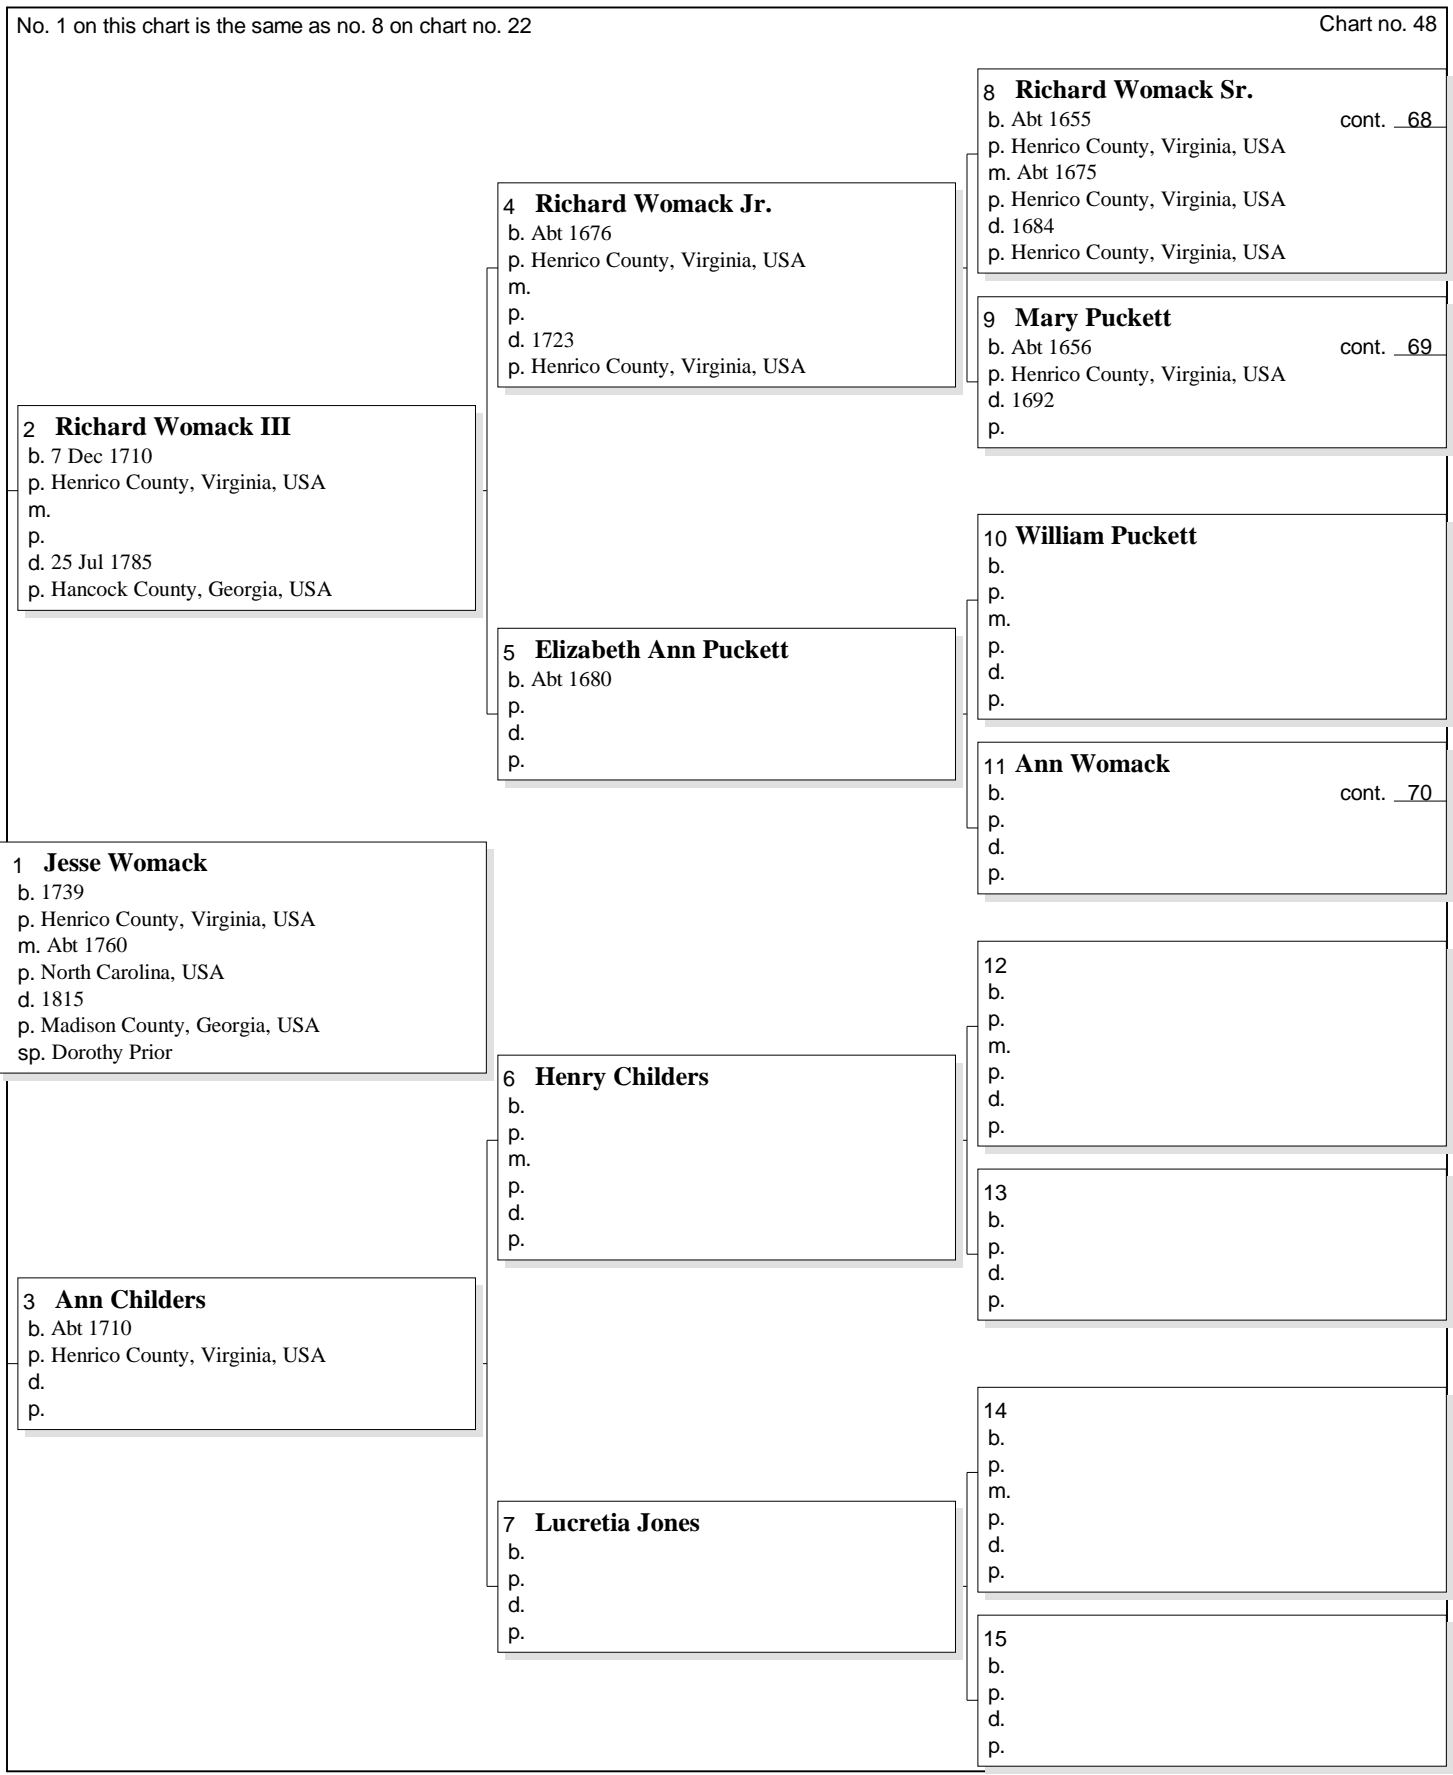 No. 1 on this chart is the same as no. 8 on chart no. 22
Chart no. 48
8 Richard Womack Sr.
b. Abt 1655 cont. 68
p. Henrico County, Virginia, USA
m. Abt 1675
p. Henrico County, Virginia, USA
d. 1684
p. Henrico County, Virginia, USA
4 Richard Womack Jr.
b. Abt 1676
p. Henrico County, Virginia, USA
m.
p.
d. 1723
p. Henrico County, Virginia, USA
9 Mary Puckett
b. Abt 1656 cont. 69
p. Henrico County, Virginia, USA
d. 1692
p.
2 Richard Womack III
b. 7 Dec 1710
p. Henrico County, Virginia, USA
m.
p.
d. 25 Jul 1785
p. Hancock County, Georgia, USA
10 William Puckett
b.
p.
m.
p.
d.
p.
5 Elizabeth Ann Puckett
b. Abt 1680
p.
d.
p.
11 Ann Womack
b. cont. 70
p.
d.
p.
1 Jesse Womack
b. 1739
p. Henrico County, Virginia, USA
m. Abt 1760
p. North Carolina, USA
d. 1815
p. Madison County, Georgia, USA
sp. Dorothy Prior
12
b.
p.
m.
p.
d.
p.
6 Henry Childers
b.
p.
m.
p.
d.
p.
13
b.
p.
d.
p.
3 Ann Childers
b. Abt 1710
p. Henrico County, Virginia, USA
d.
p.
14
b.
p.
m.
p.
d.
p.
7 Lucretia Jones
b.
p.
d.
p.
15
b.
p.
d.
p.